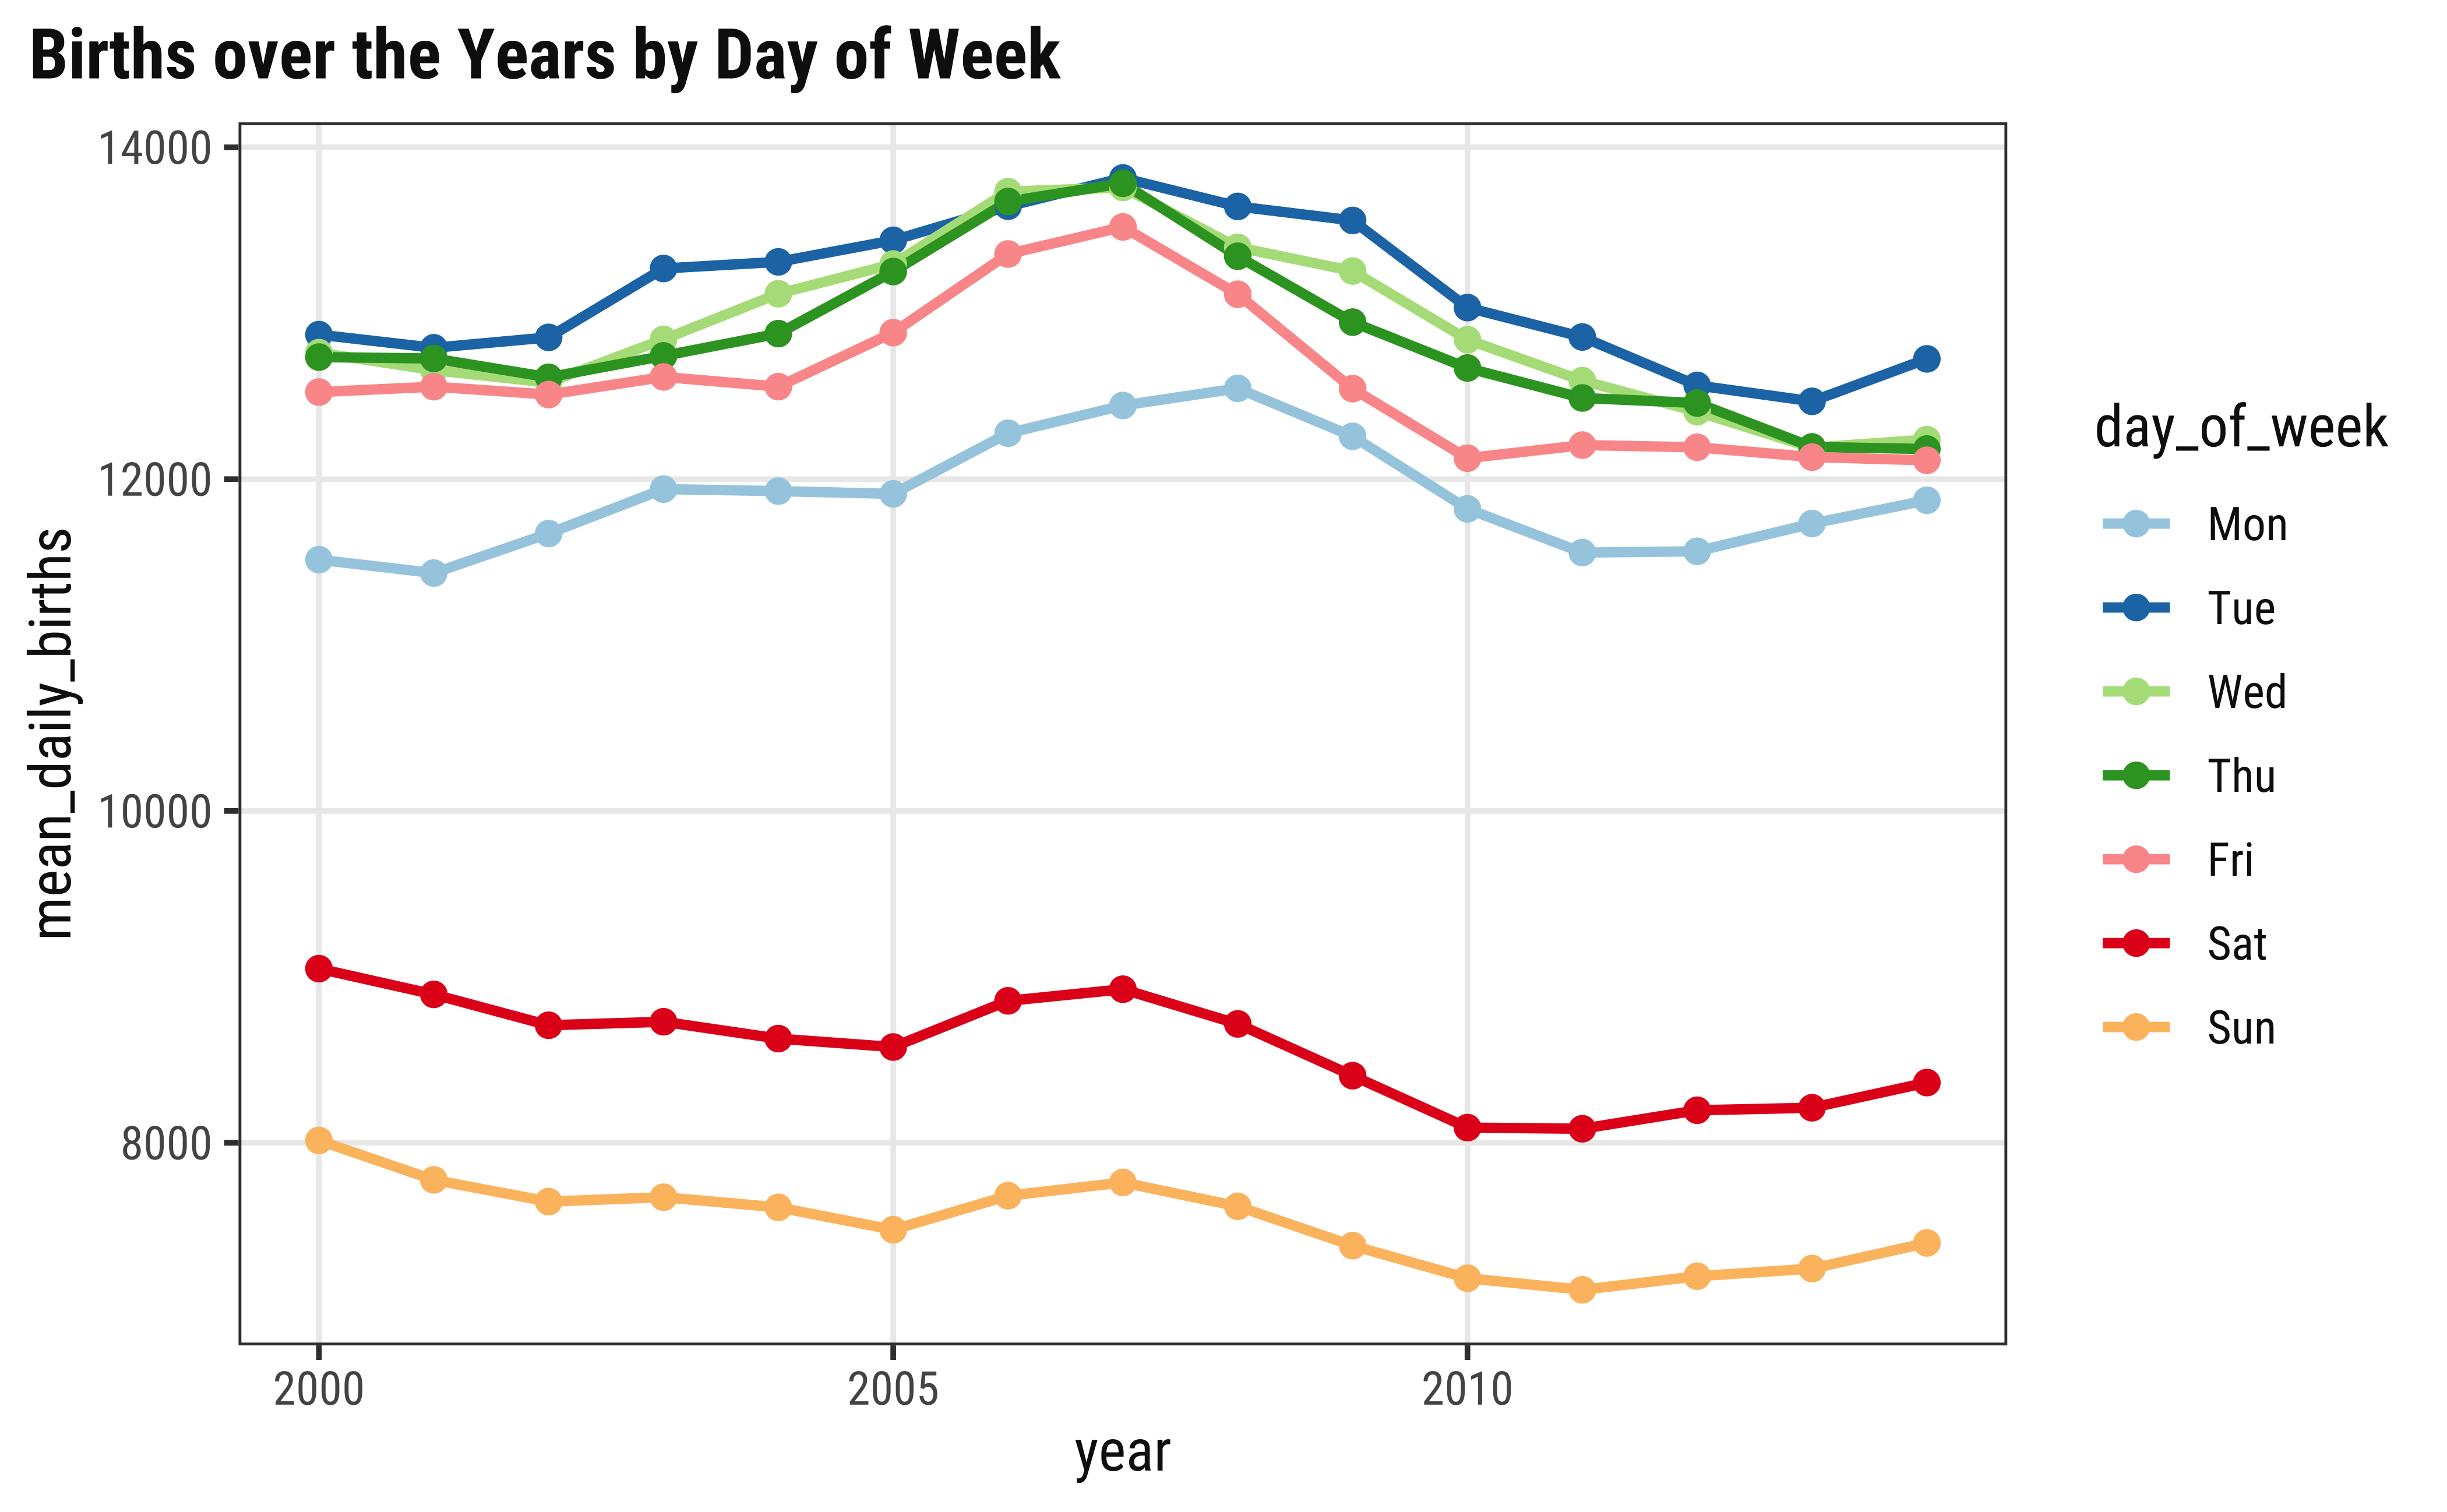 Births over the Years by Day of Week
14000
12000
10000
8000
mean_daily_births
2000
2005
2010
year
day_of_week
Mon
Tue
Wed
Thu
Fri
Sat
Sun